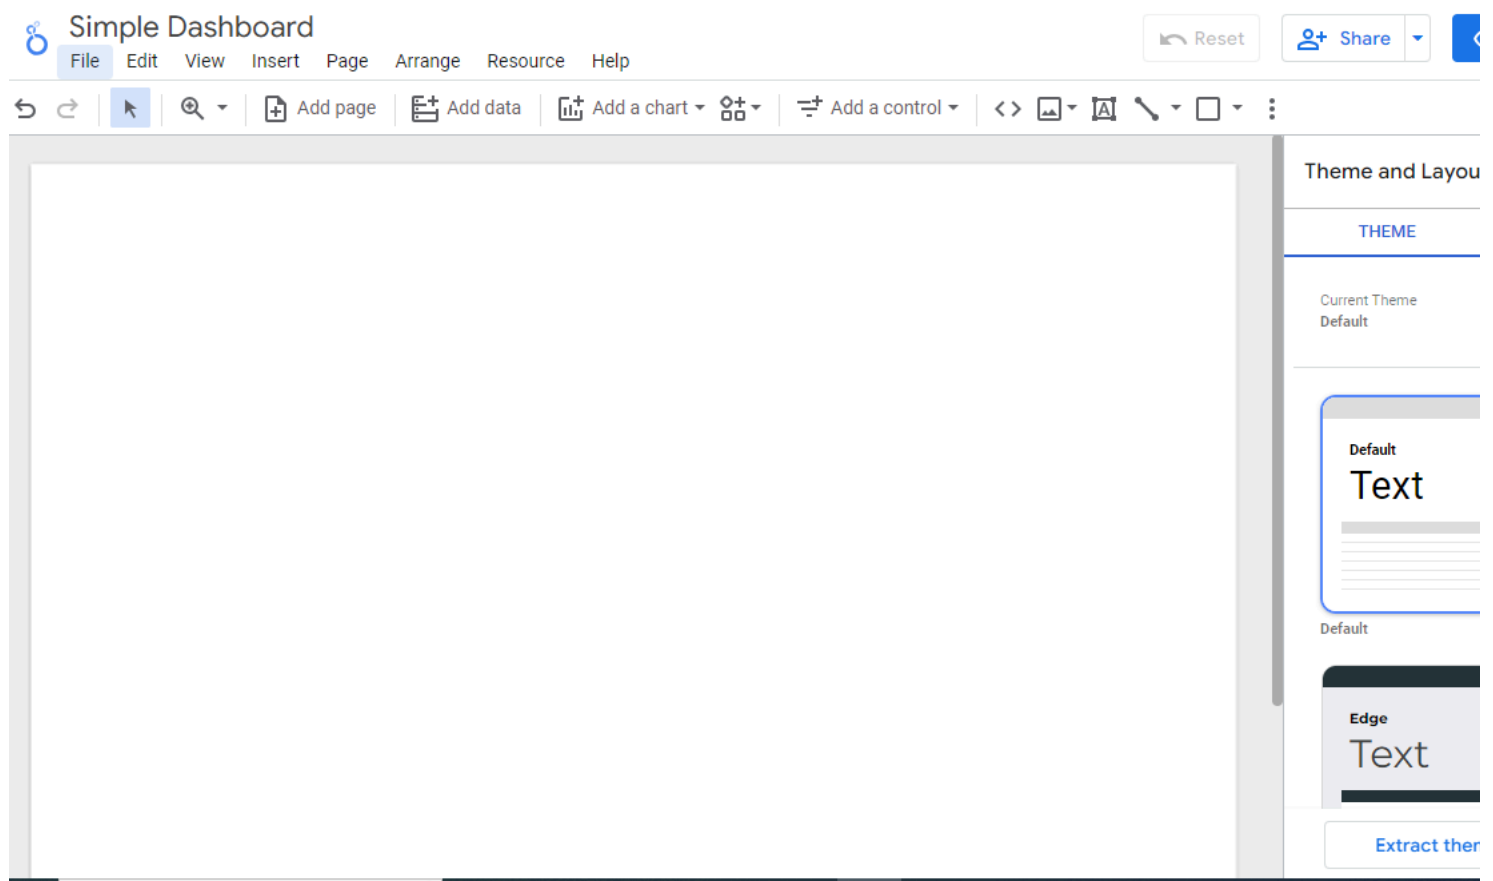 Simple Dashboard
File Edit View Insert Page Arrange Resource Help
Reset
Share
Add page
Add data
Add a chart
Add a control
A
Theme and Layou
THEME
Current Theme
Default
Default
Text
Default
Edge
Text
Extract ther